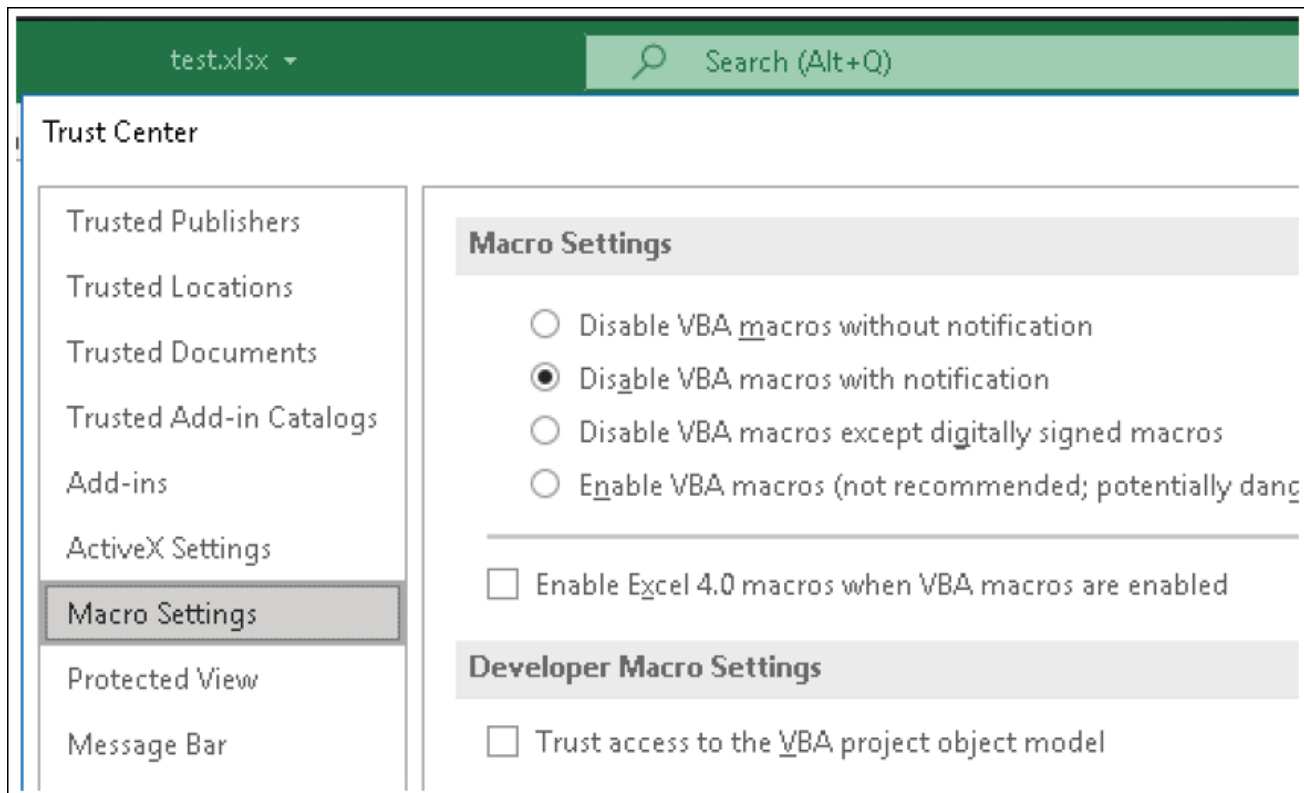 test.xlsx
Search (Alt+Q)
Trust Center
Trusted Publishers
Trusted Locations
Trusted Documents
Trusted Add-in Catalogs
Add-ins
ActiveX Settings
Macro Settings
Protected View
Message Bar
Macro Settings
Disable VBA macros without notification
Disable VBA macros with notification
Disable VBA macros except digitally signed macros
Enable VBA macros (not recommended; potentially
Enable Excel 4.0 macros when VBA macros are enabled
Developer Macro Settings
Trust access to the VBA project object model